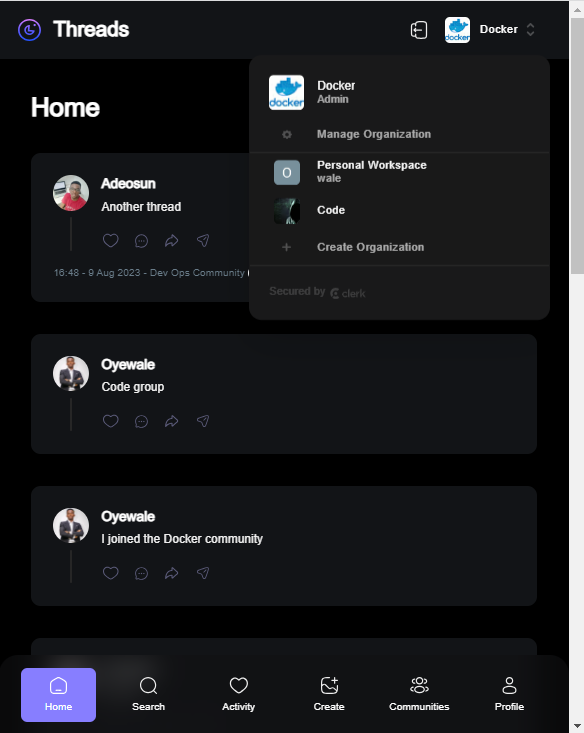 Threads
Docker
docker
Docker
Admin
Manage Organization
O
Personal Workspace
wale
Code
Create Organization
Secured by clerk
Home
Adeosun
Another thread
16:48 - 9 Aug 2023 - Dev Ops Community
Oyewale
Code group
Oyewale
I joined the Docker community
Home
Search
Activity
Create
Communities
Profile